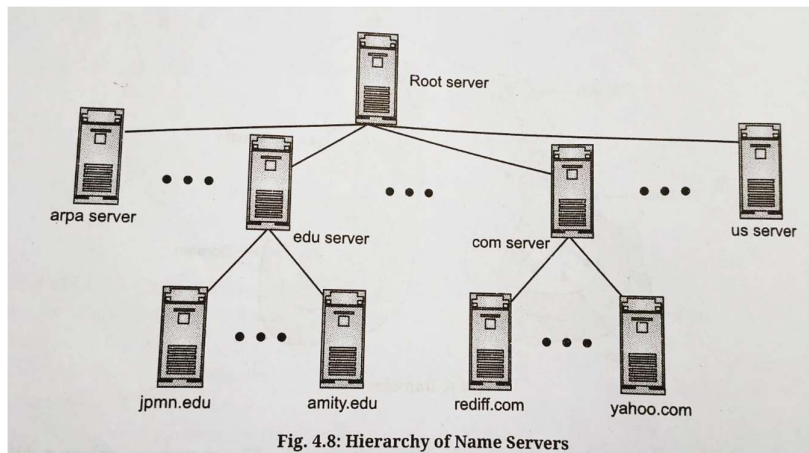 Root server
arpa server
edu server
com server
us server
jpmn.edu
amity.edu
rediff.com
yahoo.com
Fig. 4.8: Hierarchy of Name Servers